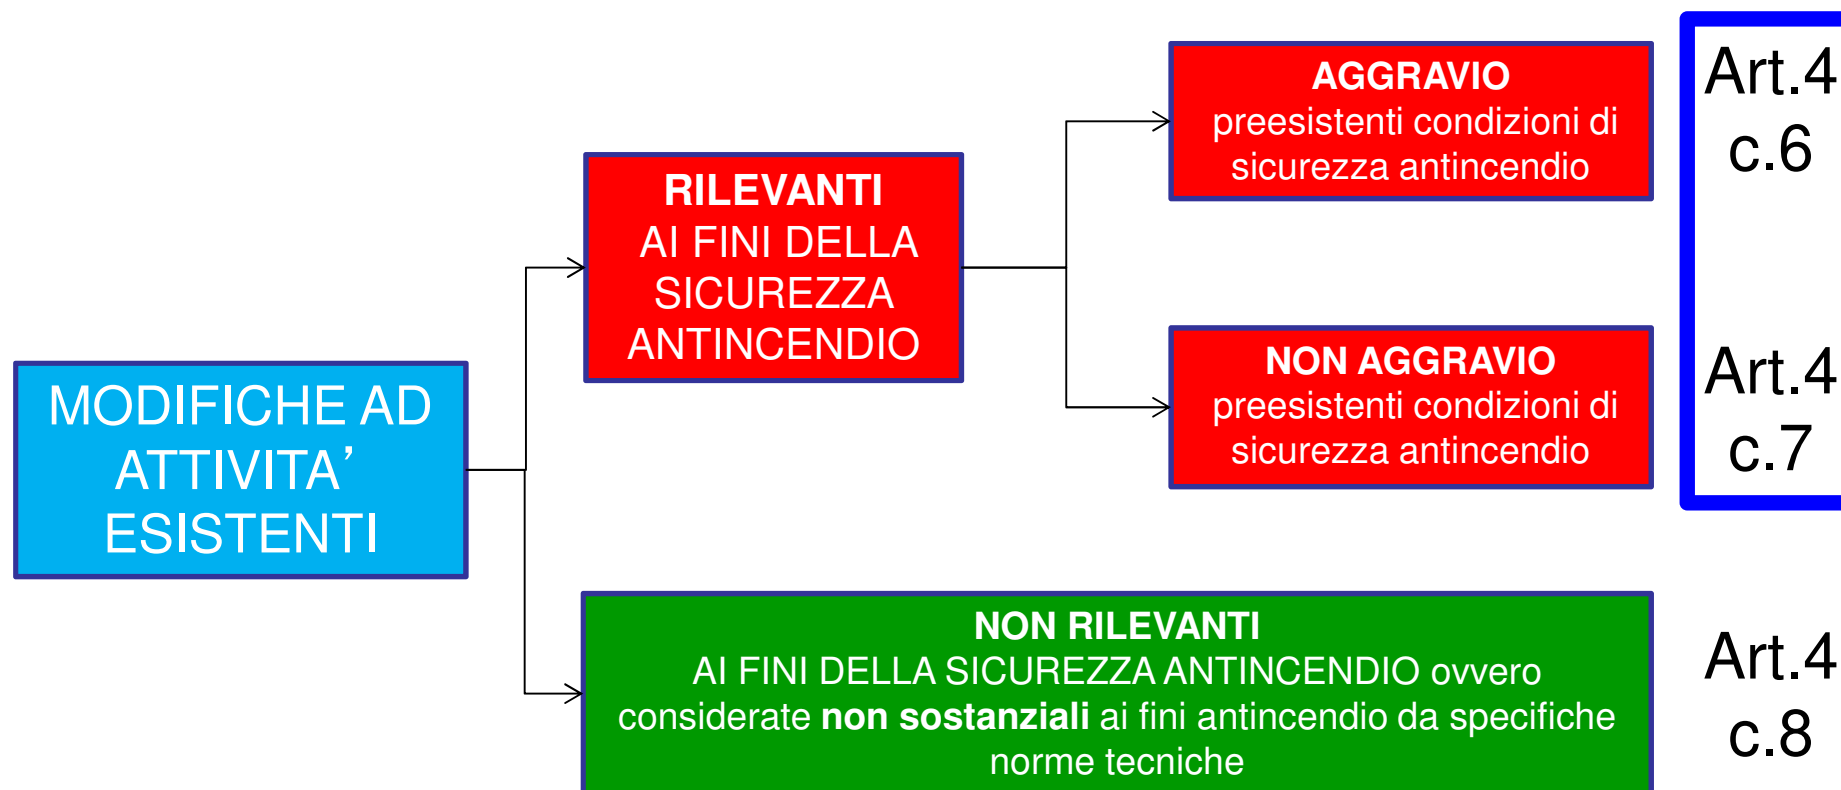 MODIFICHE AD
ATTIVITA’
ESISTENTI
RILEVANTI
AI FINI DELLA
SICUREZZA
ANTINCENDIO
AGGRAVIO
preesistenti condizioni di
sicurezza antincendio
Art.4
c.6
NON AGGRAVIO
preesistenti condizioni di
sicurezza antincendio
Art.4
c.7
NON RILEVANTI
AI FINI DELLA SICUREZZA ANTINCENDIO ovvero
considerate non sostanziali ai fini antincendio da specifiche
norme tecniche
Art.4
c.8